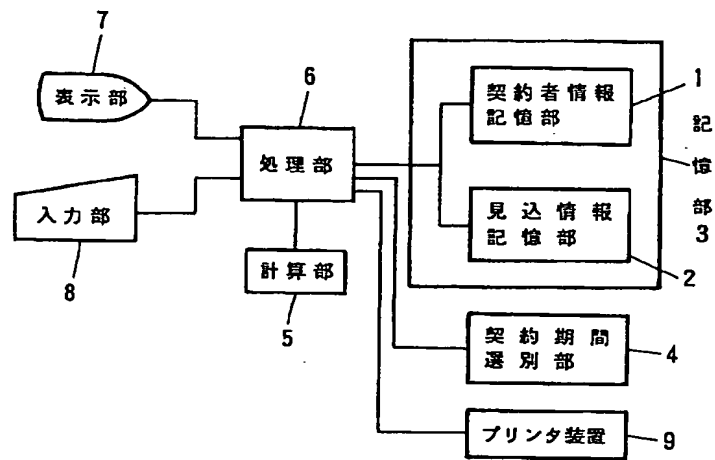 7
表示部
6
処理部
入力部
8
計算部
5
契約者情報
記憶部
1
見込情報
記憶部
2
記憶部3
契約期間
選別部
4
プリンタ装置
9